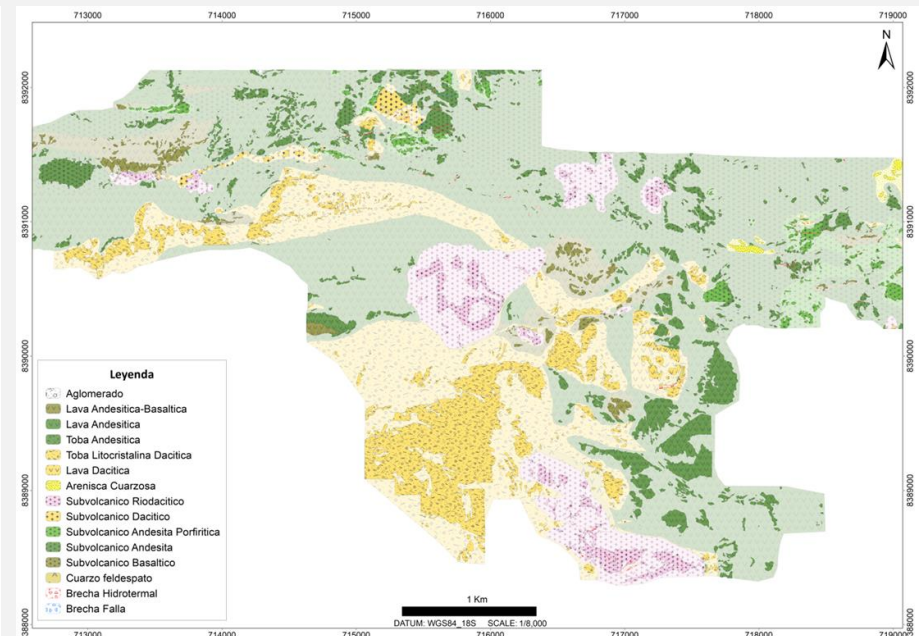 713000 714000 715000 716000 717000 718000 719000
N
8392000 8392000
8391000 8391000
8390000 8390000
8389000 8389000
Leyenda
Aglomerado
Lava Andesitica-Basaltica
Lava Andesitica
Toba Andesitica
Toba Litocristalina Dacitica
Lava Dacitica
Arenisca Cuarzosa
Subvolcanico Riodacitico
Subvolcanico Dacitico
Subvolcanico Andesita Porfiritica
Subvolcanico Andesita
Subvolcanico Basaltico
Cuarzo feldespato
Brecha Hidrotermal
Brecha Falla
1 Km
DATUM: WGS84_18S SCALE: 1/8,000
713000 714000 715000 716000 717000 718000